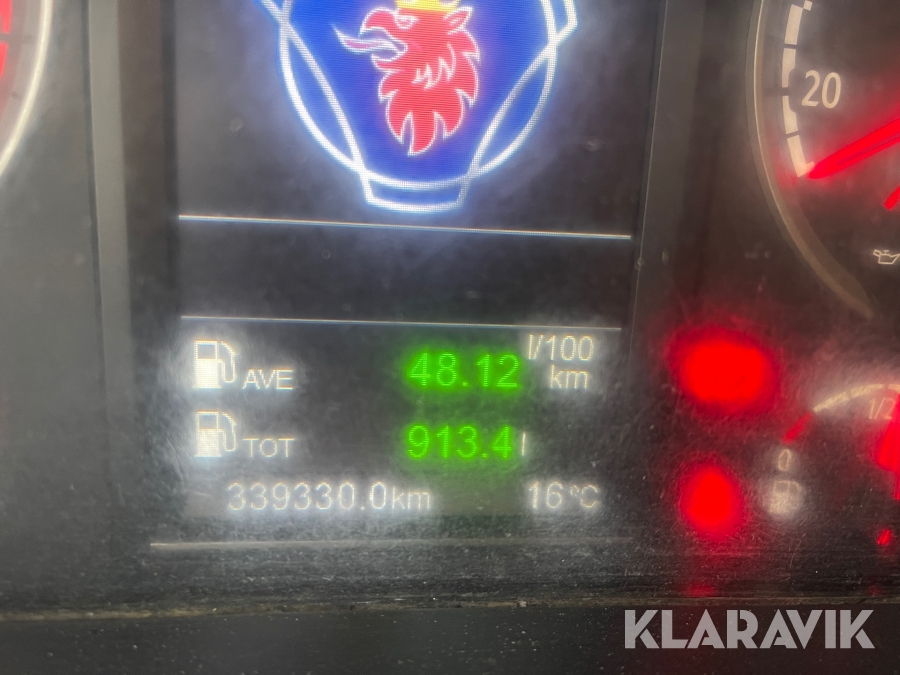 20
AVE 48.12 l/100 km
TOT 913.4 l
339330.0km 16°C
1/2
0
KLARAVIK